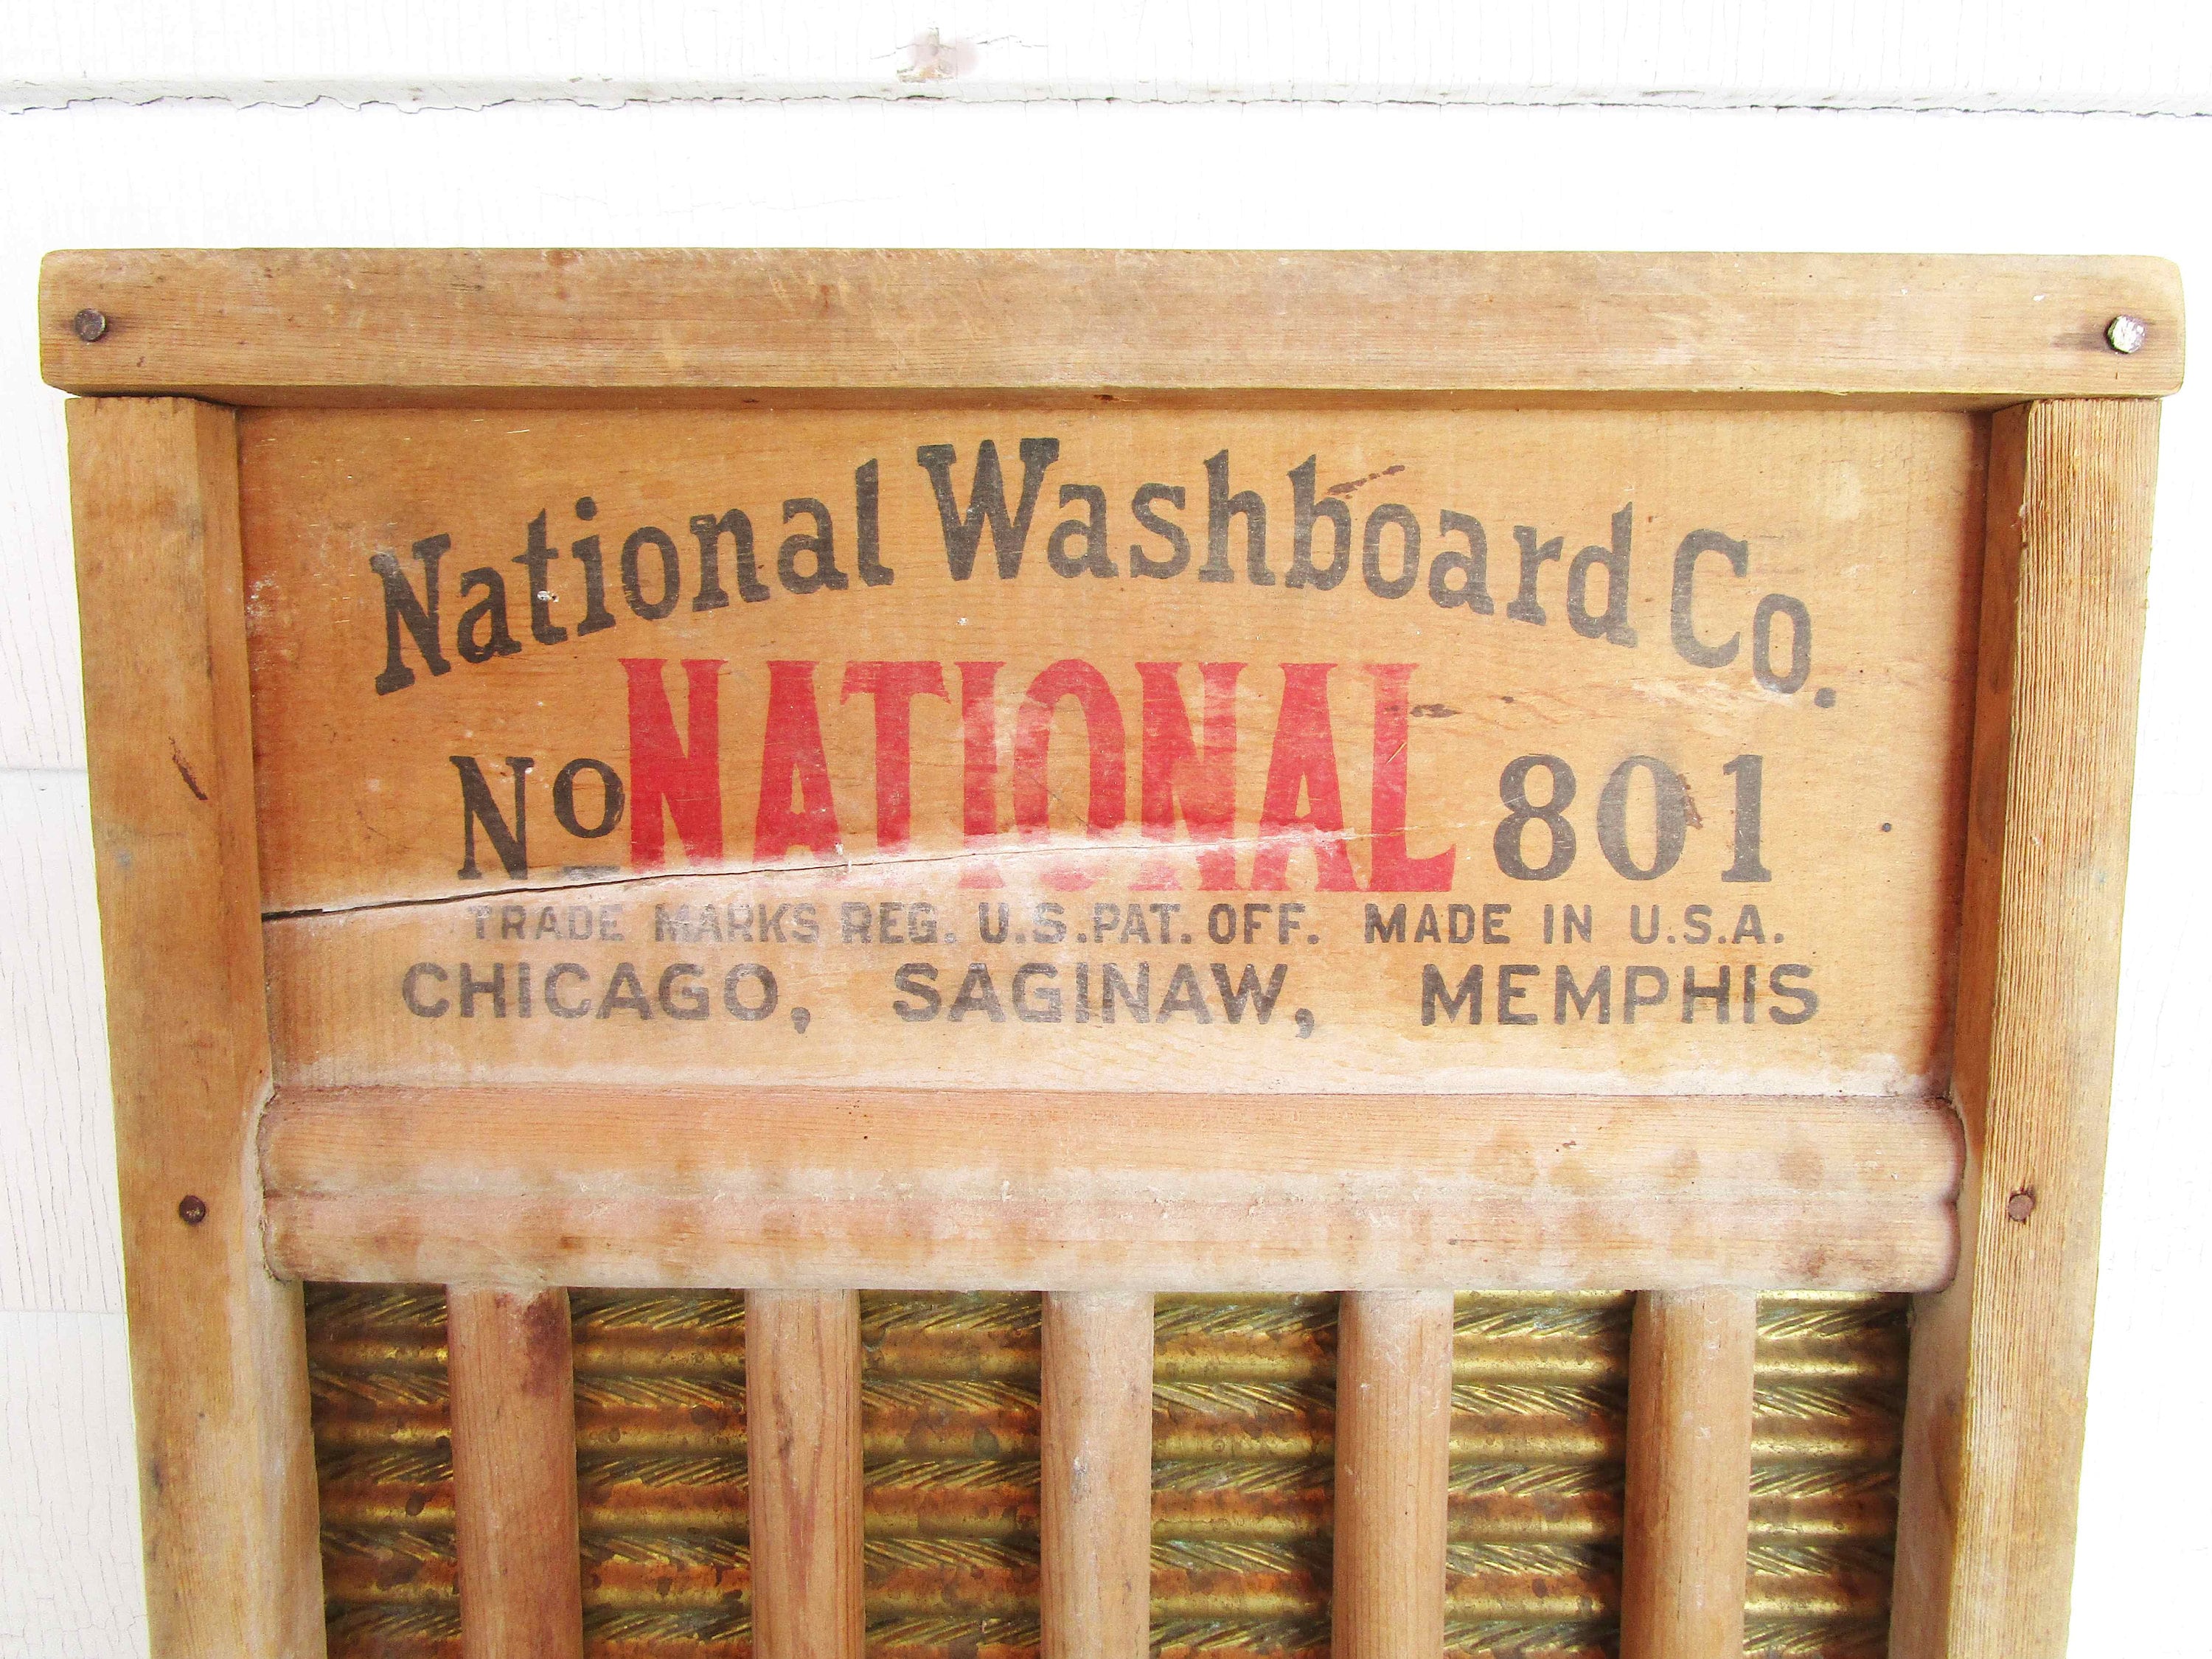 National Washboard Co.
No NATIONAL 801
TRADE MARKS REG. U.S. PAT. OFF. MADE IN U.S.A.
CHICAGO, SAGINAW, MEMPHIS